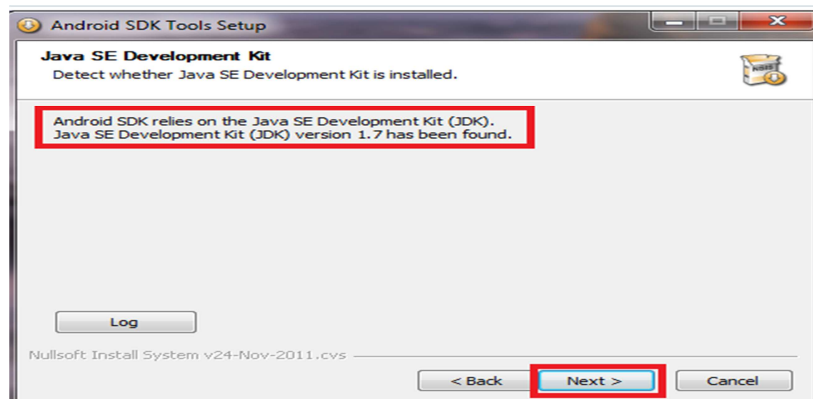 Android SDK Tools Setup
Java SE Development Kit
Detect whether Java SE Development Kit is installed.
NSIS
Android SDK relies on the Java SE Development Kit (JDK).
Java SE Development Kit (JDK) version 1.7 has been found.
Log
Nullsoft Install System v24-Nov-2011.cvs
< Back
Next >
Cancel